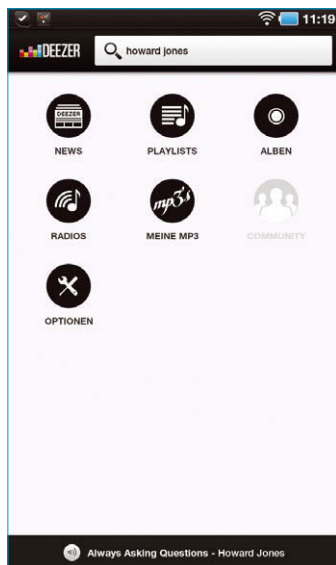 11:19
DEEZER howard jones
DEEZER
NEWS PLAYLISTS ALBEN
mp3's
RADIOS MEINE MP3 COMMUNITY
OPTIONEN
Always Asking Questions - Howard Jones